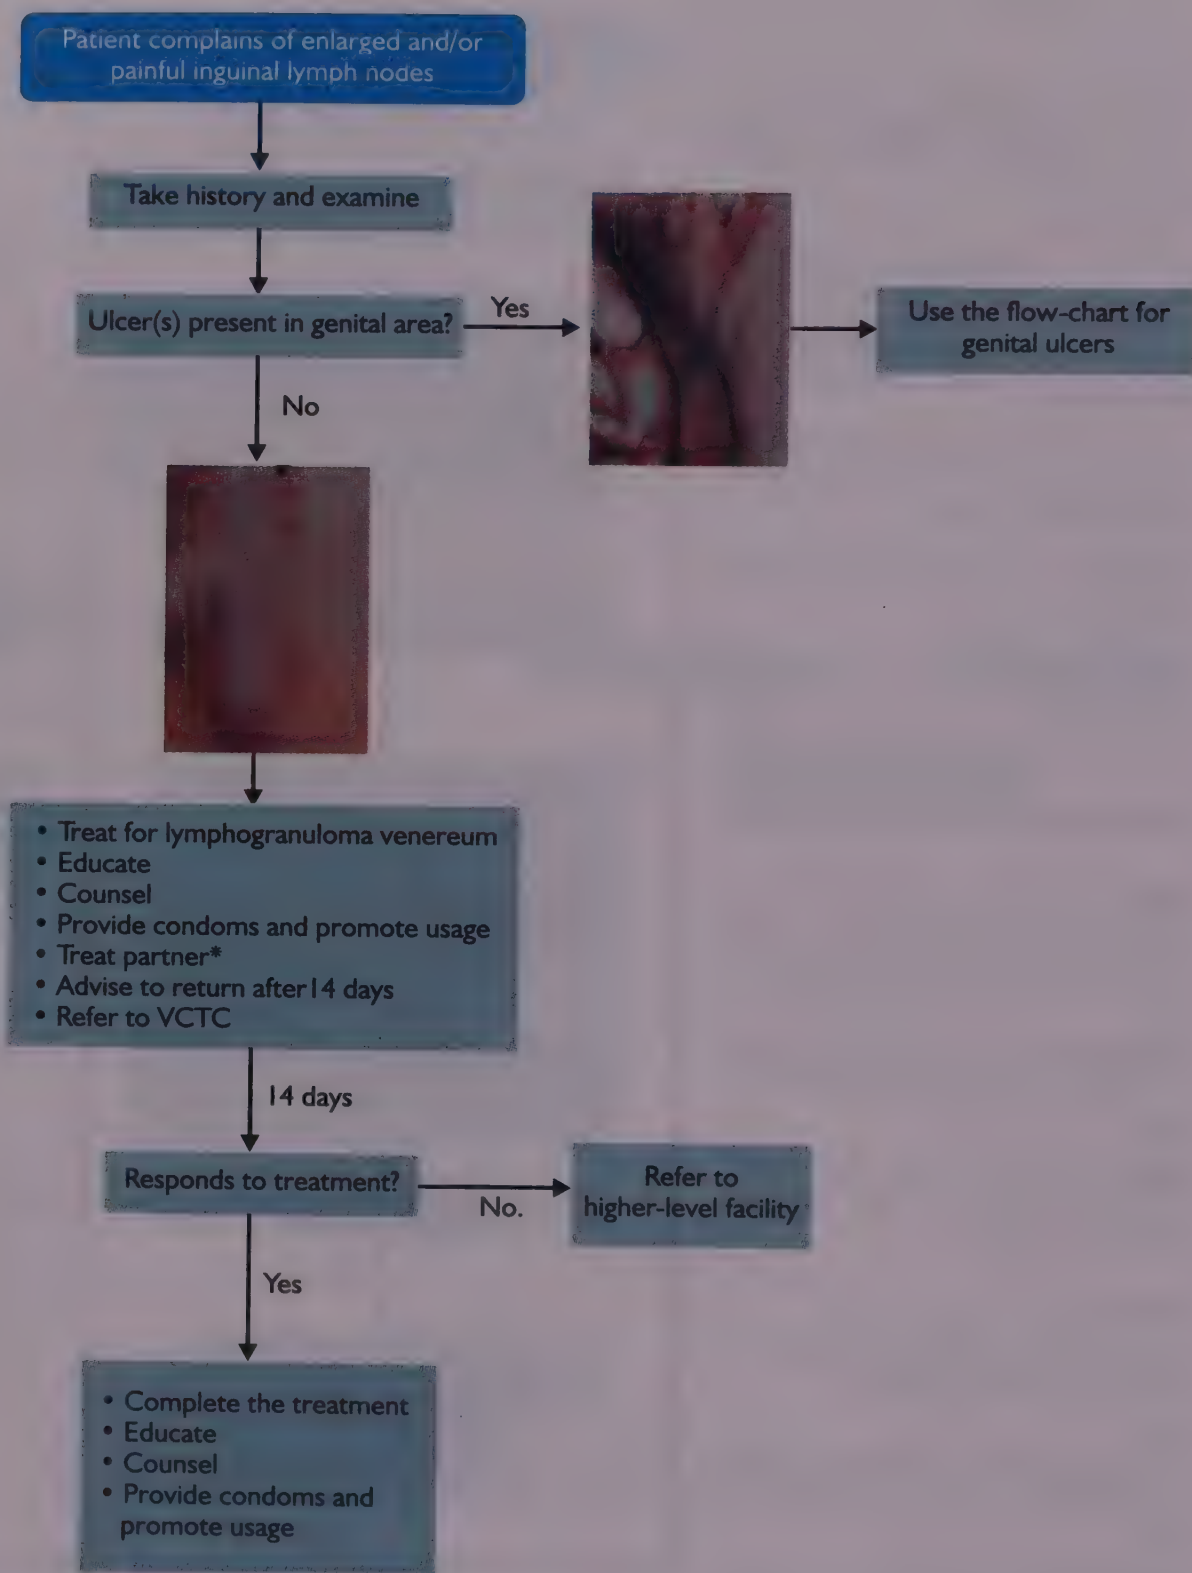 Patient complains of enlarged and/or
painful inguinal lymph nodes
Take history and examine
Ulcer(s) present in genital area?
Yes
Use the flow-chart for
genital ulcers
No
• Treat for lymphogranuloma venereum
• Educate
• Counsel
• Provide condoms and promote usage
• Treat partner*
• Advise to return after 14 days
• Refer to VCTC
14 days
Responds to treatment?
No.
Refer to
higher-level facility
Yes
• Complete the treatment
• Educate
• Counsel
• Provide condoms and
promote usage